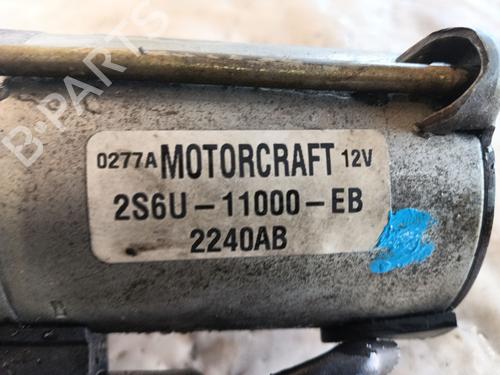 B-PARTS
0277A MOTORCRAFT 12V
2S6U-11000-EB
2240AB